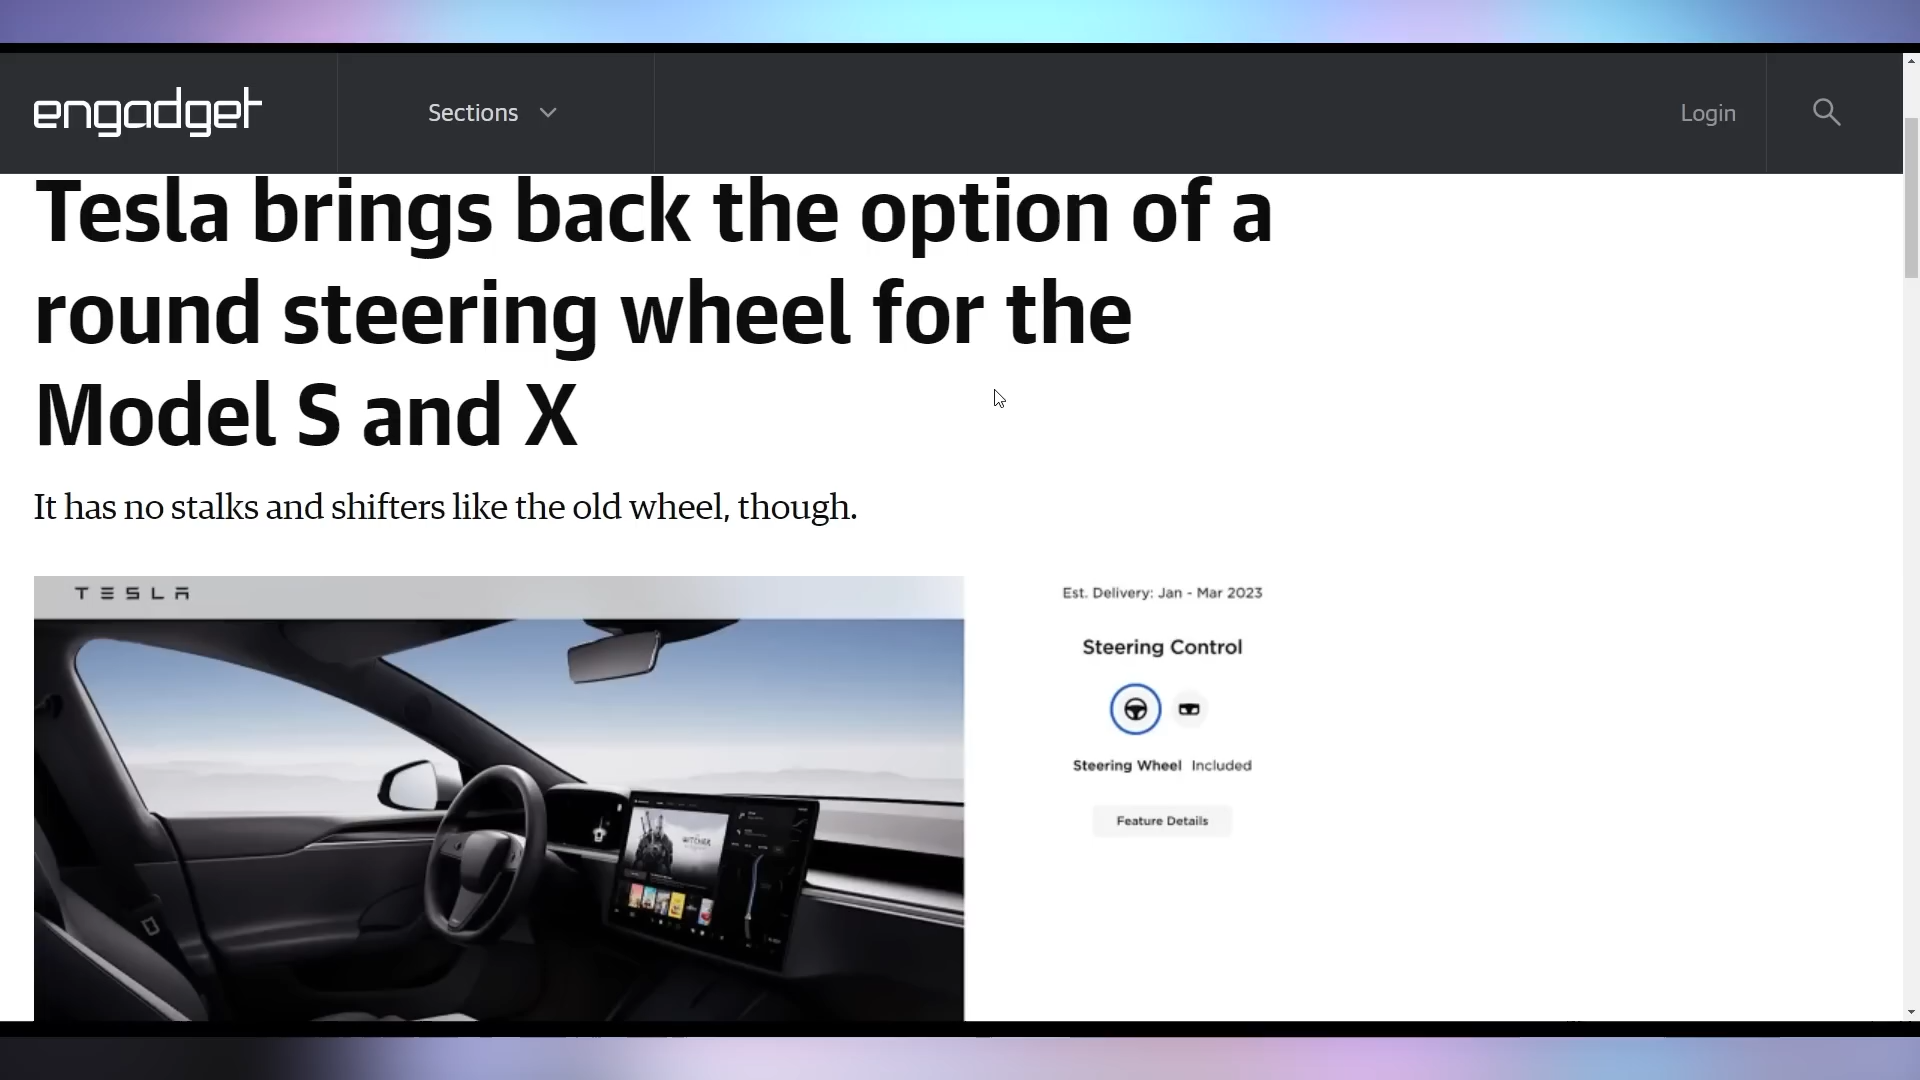 engadget
Sections
Login
Tesla brings back the option of a
round steering wheel for the
Model S and X
It has no stalks and shifters like the old wheel, though.
TESLA
Est. Delivery: Jan - Mar 2023
Steering Control
Steering Wheel Included
Feature Details
WITCHER